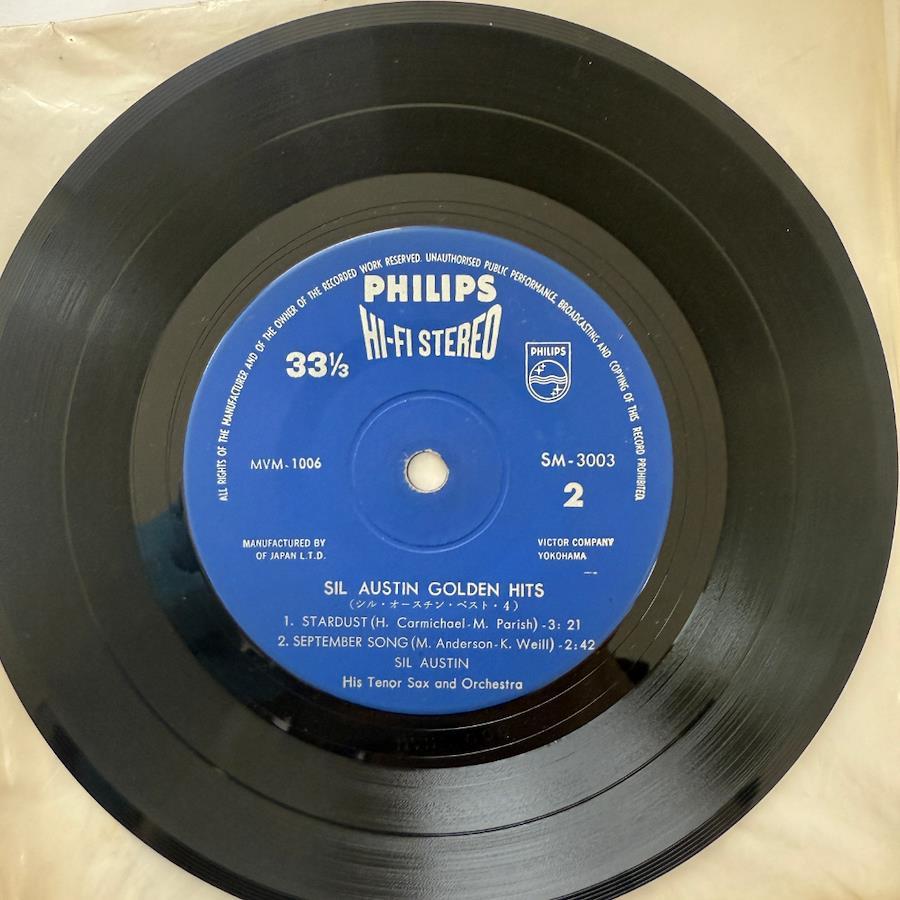 ALL RIGHTS OF THE MANUFACTURER AND OF THE OWNER OF THE RECORDED WORK RESERVED. UNAUTHORISED PUBLIC PERFORMANCE, BROADCASTING AND COPYING OF THIS RECORD PROHIBITED.
PHILIPS
HI-FI STEREO
33⅓
PHILIPS
MVM-1006
SM-3003
2
MANUFACTURED BY
OF JAPAN L.T.D.
VICTOR COMPANY
YOKOHAMA
SIL AUSTIN GOLDEN HITS
(シル・オースチン・ベスト・4)
1. STARDUST (H. Carmichael-M. Parish) -3: 21
2. SEPTEMBER SONG (M. Anderson-K. Weill) -2:42
SIL AUSTIN
His Tenor Sax and Orchestra